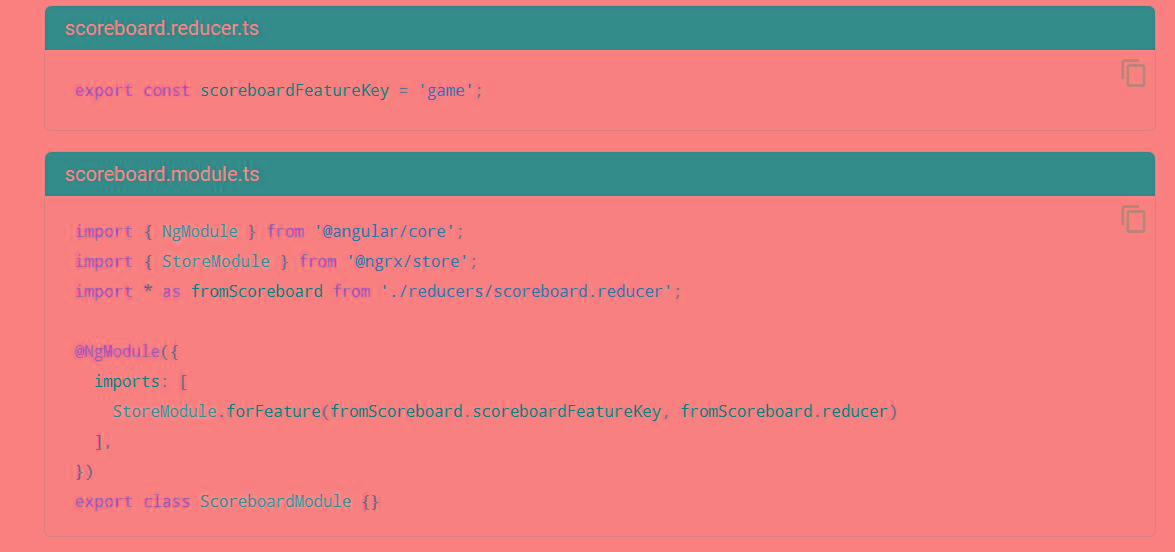 scoreboard.reducer.ts
export const scoreboardFeatureKey = 'game';
scoreboard.module.ts
import { NgModule } from '@angular/core';
import { StoreModule } from '@ngrx/store';
import * as fromScoreboard from './reducers/scoreboard.reducer';
@NgModule({
imports: [
StoreModule.forFeature(fromScoreboard.scoreboardFeatureKey, fromScoreboard.reducer)
],
})
export class ScoreboardModule {}